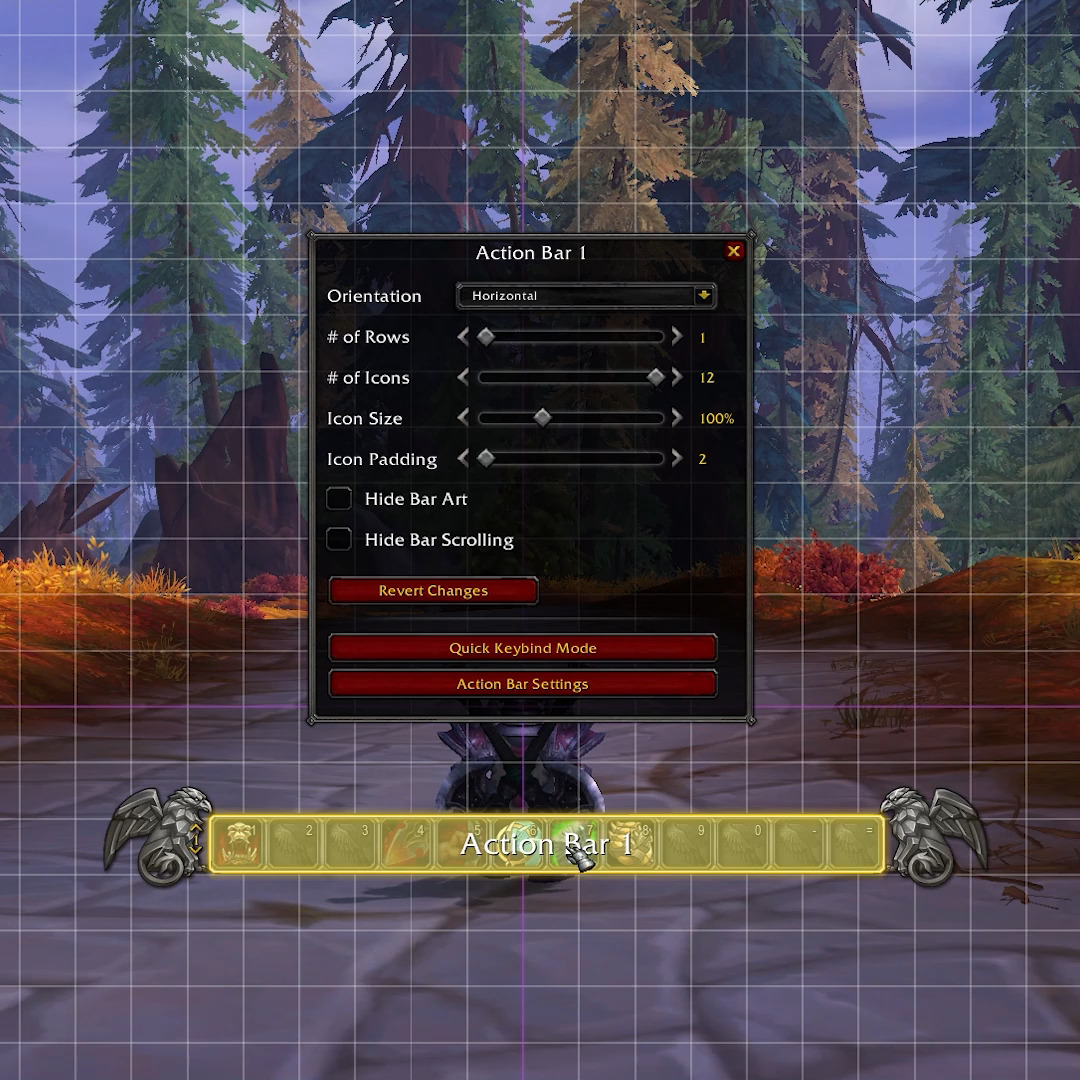 Action Bar 1
Orientation Horizontal
# of Rows 1
# of Icons 12
Icon Size 100%
Icon Padding 2
Hide Bar Art
Hide Bar Scrolling
Revert Changes
Quick Keybind Mode
Action Bar Settings
1 2 3 4 5 6 7 8 9 0 - =
Action Bar 1